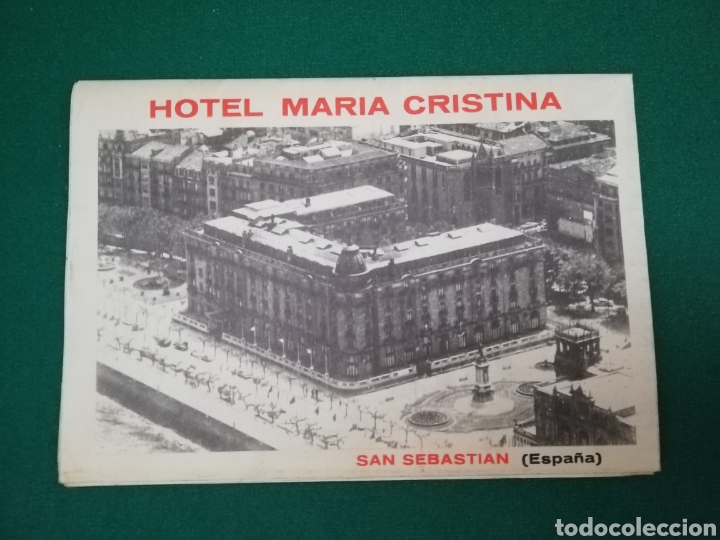 HOTEL MARIA CRISTINA
SAN SEBASTIAN (España)
todocoleccion